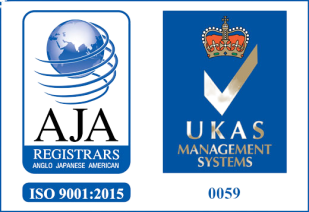 AJA
REGISTRARS
ANGLO JAPANESE AMERICAN
ISO 9001:2015
UKAS
MANAGEMENT
SYSTEMS
0059